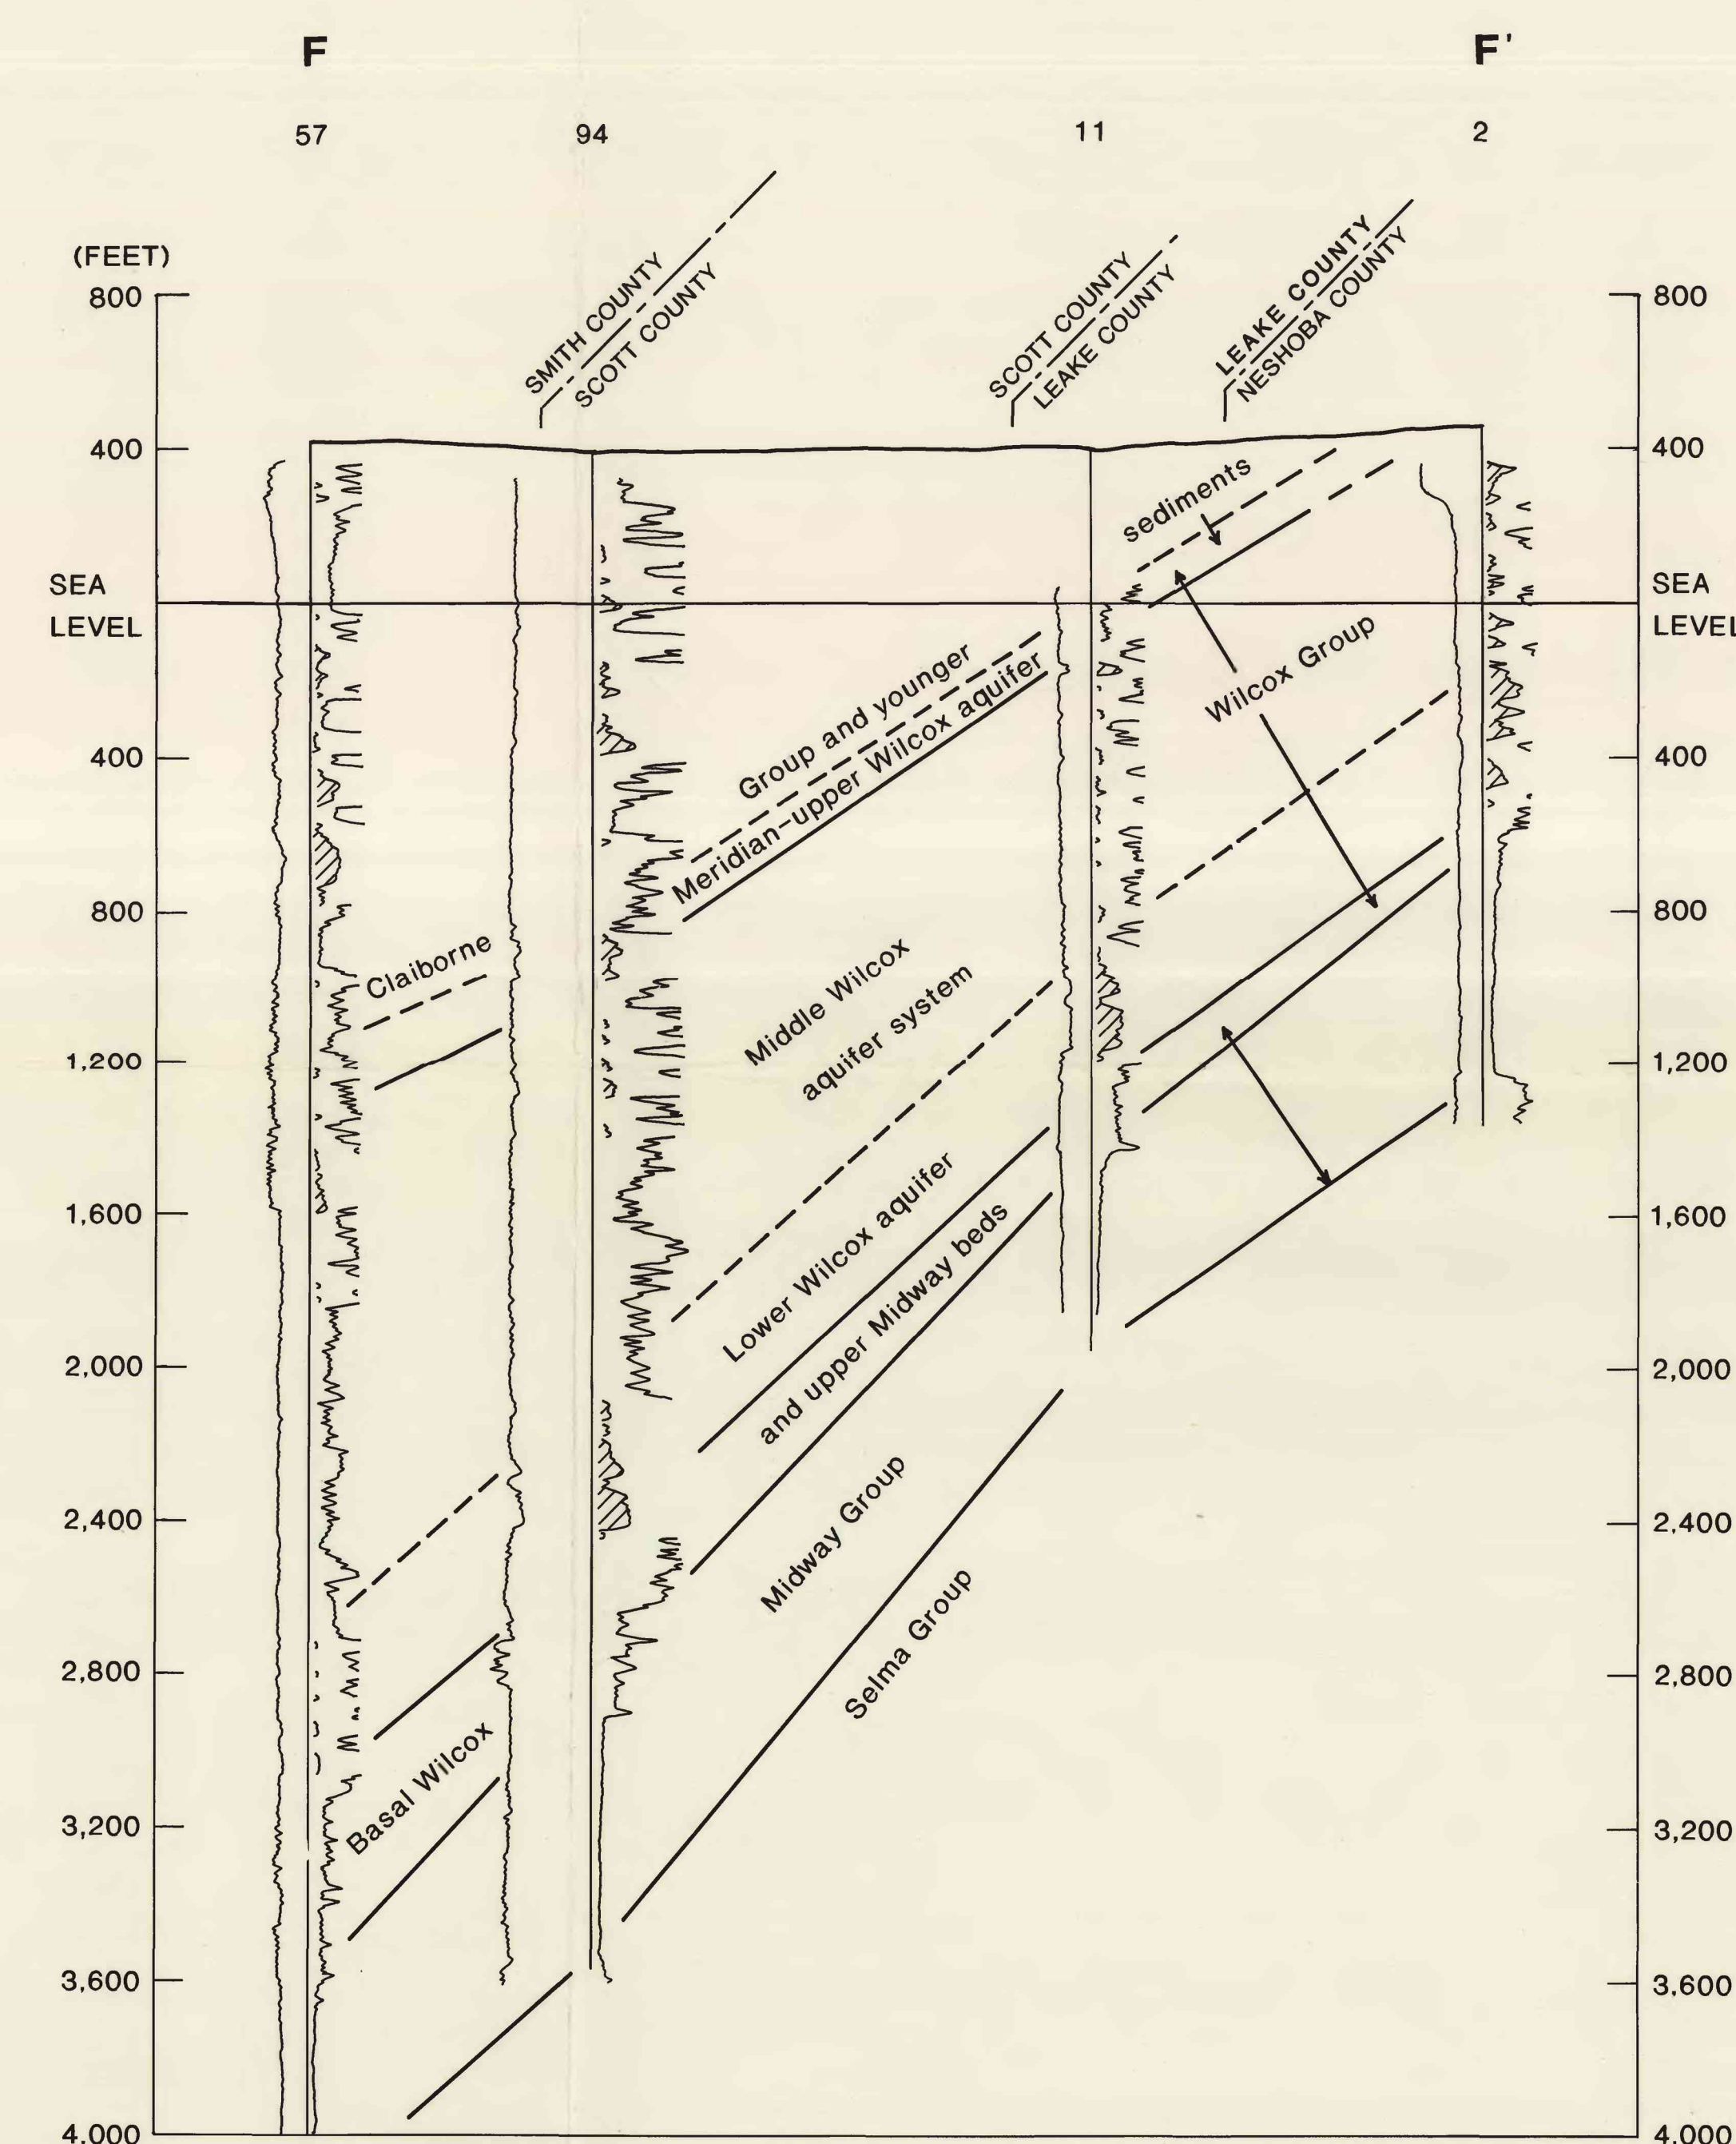 F F'
57 94 11 2
SMITH COUNTY
SCOTT COUNTY
SCOTT COUNTY
LEAKE COUNTY
LEAKE COUNTY
NESHOBA COUNTY
(FEET)
800 800
400 400
SEA LEVEL
SEA LEVEL
400 400
800 800
1,200 1,200
1,600 1,600
2,000 2,000
2,400 2,400
2,800 2,800
3,200 3,200
3,600 3,600
4,000 4,000
Claiborne
Group and younger
sediments
Meridian-upper Wilcox aquifer
Wilcox Group
Middle Wilcox
aquifer system
Lower Wilcox aquifer
Basal Wilcox
and upper Midway beds
Midway Group
Selma Group